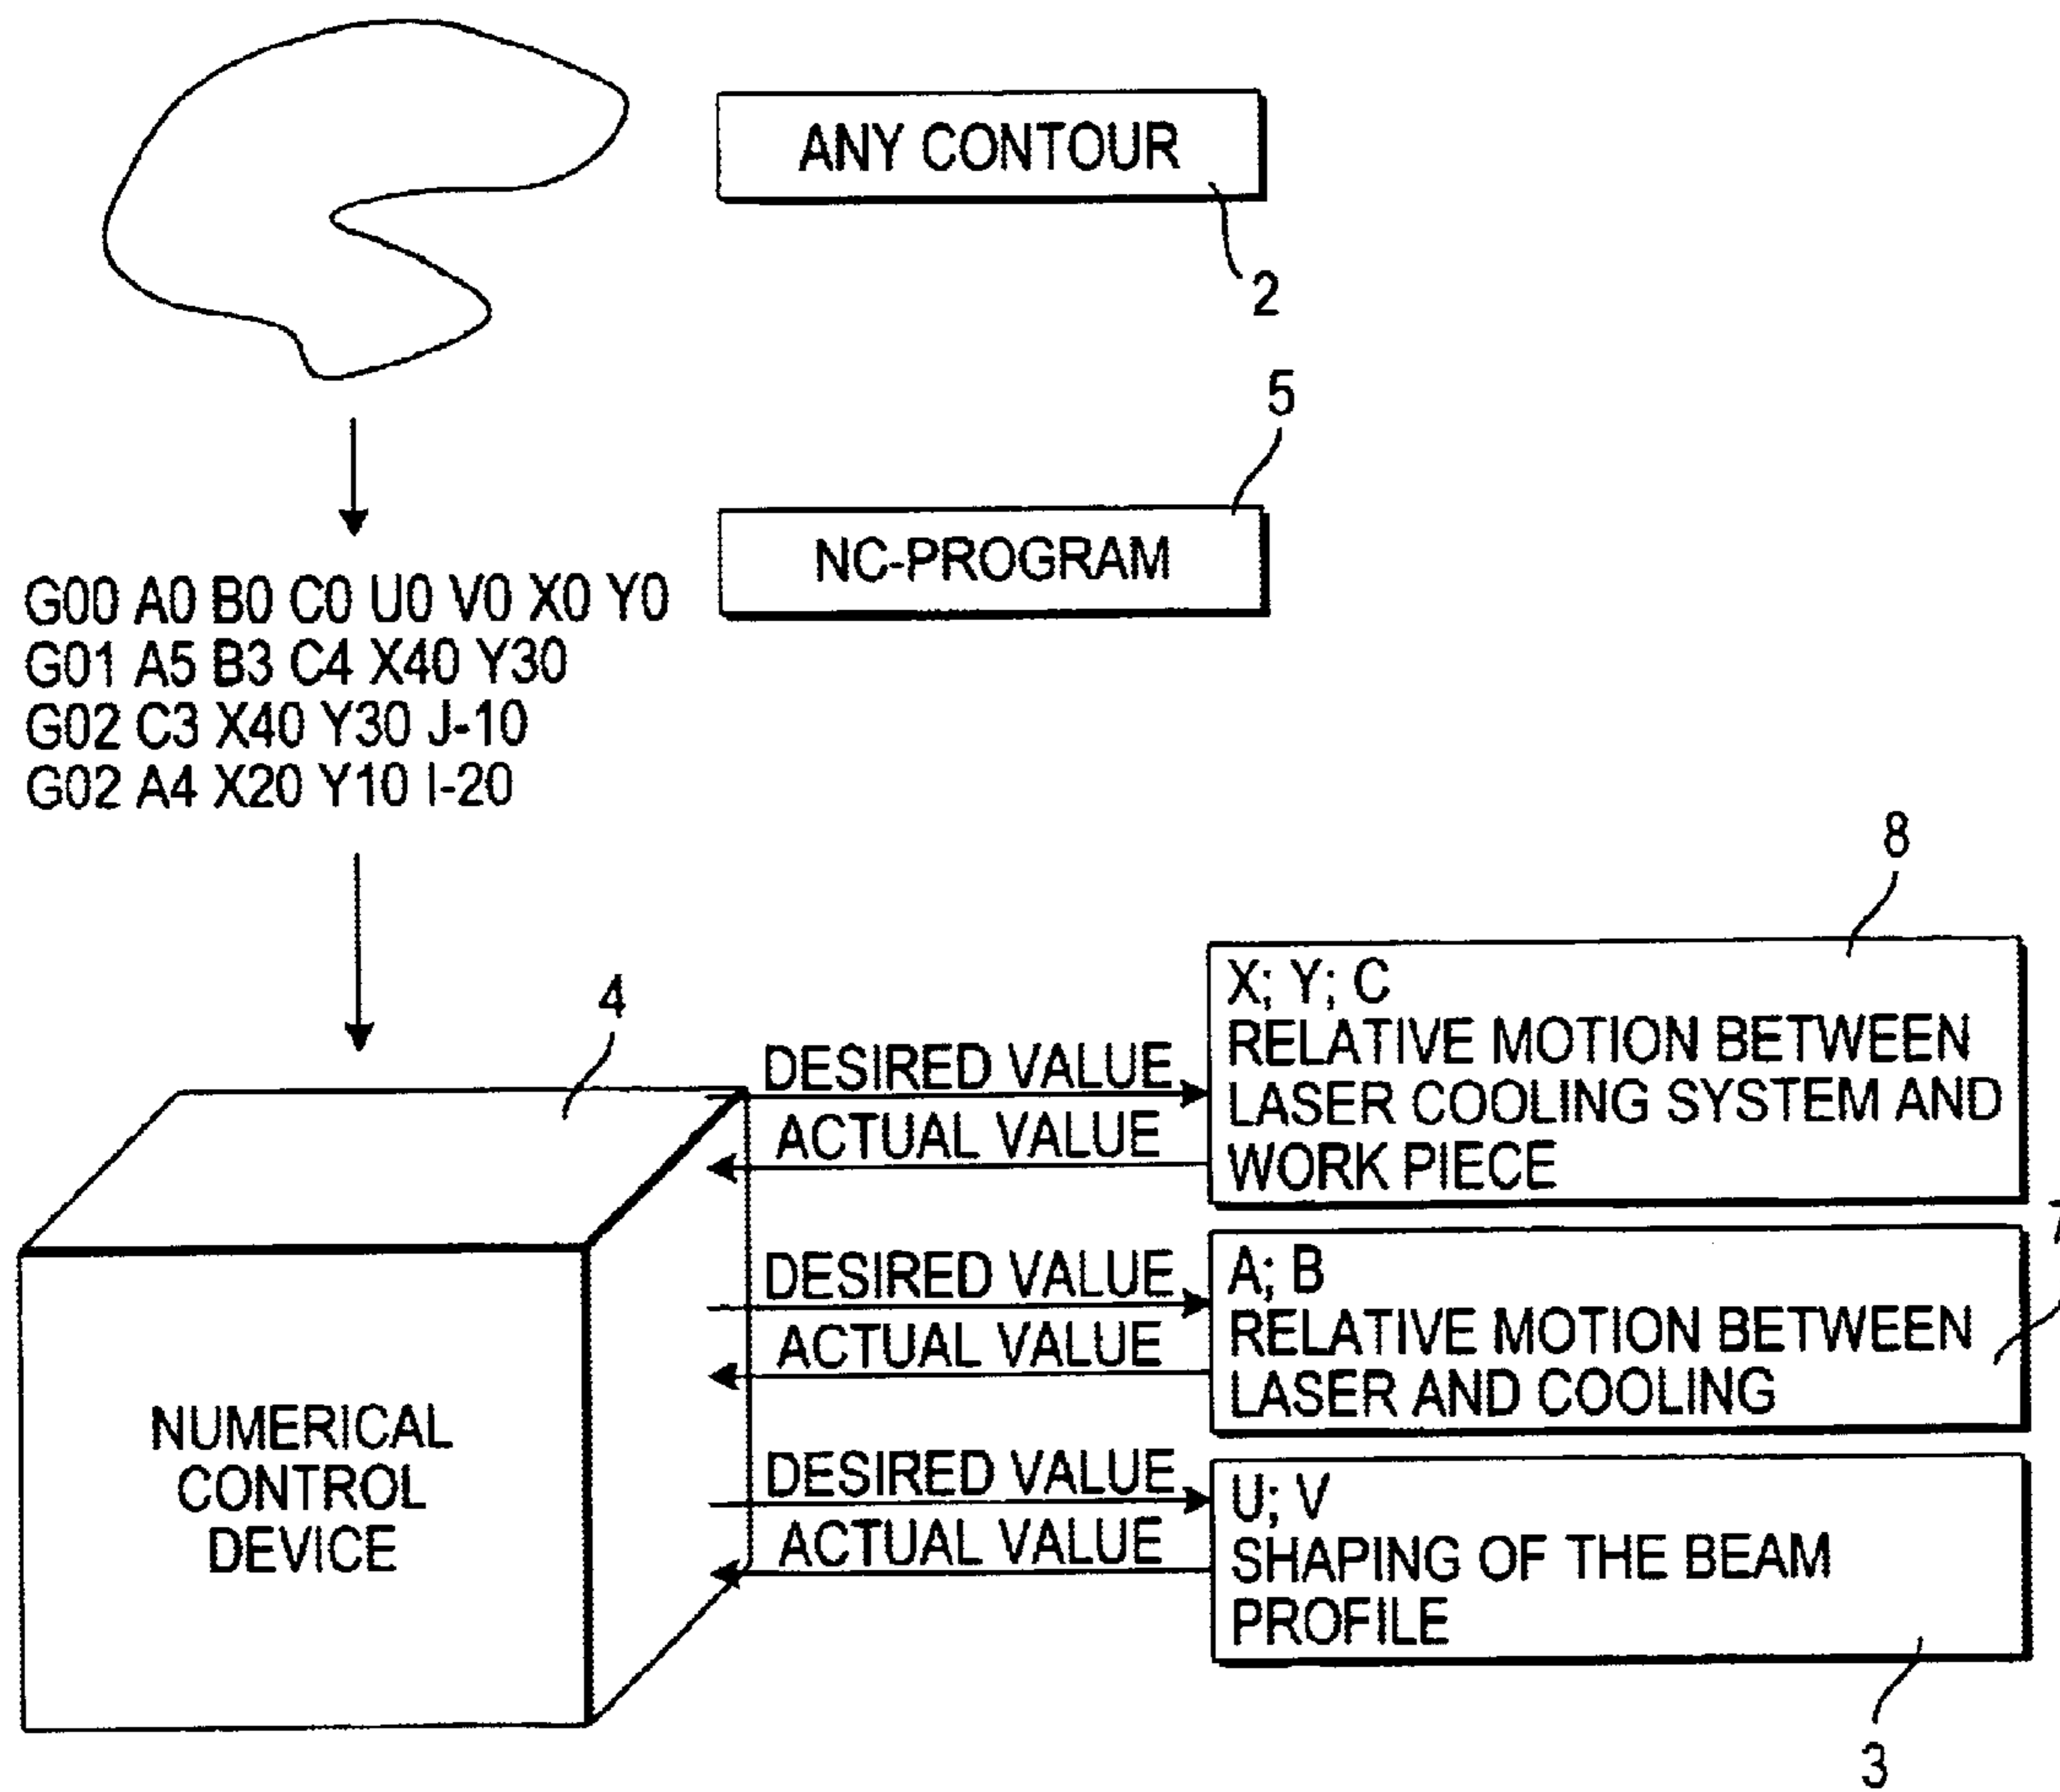 ANY CONTOUR
2
5
NC-PROGRAM
G00 A0 B0 C0 U0 V0 X0 Y0
G01 A5 B3 C4 X40 Y30
G02 C3 X40 Y30 J-10
G02 A4 X20 Y10 I-20
8
4
X; Y; C
RELATIVE MOTION BETWEEN
LASER COOLING SYSTEM AND
WORK PIECE
DESIRED VALUE
ACTUAL VALUE
A; B
RELATIVE MOTION BETWEEN
LASER AND COOLING
DESIRED VALUE
ACTUAL VALUE
U; V
SHAPING OF THE BEAM
PROFILE
DESIRED VALUE
ACTUAL VALUE
NUMERICAL
CONTROL
DEVICE
3